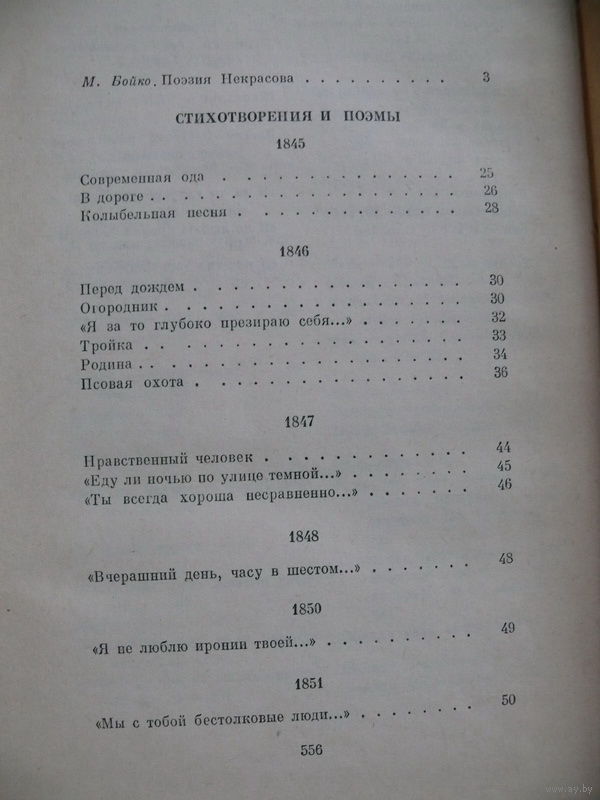 М. Бойко. Поэзия Некрасова . . . . . . . . . . 3
СТИХОТВОРЕНИЯ И ПОЭМЫ
1845
Современная ода . . . . . . . . . . . . . . 25
В дороге . . . . . . . . . . . . . . . . . . 26
Колыбельная песня . . . . . . . . . . . . . 28
1846
Перед дождем . . . . . . . . . . . . . . . 30
Огородник . . . . . . . . . . . . . . . . . 30
«Я за то глубоко презираю себя...» . . . . . . . 32
Тройка . . . . . . . . . . . . . . . . . . 33
Родина . . . . . . . . . . . . . . . . . . 34
Псовая охота . . . . . . . . . . . . . . . 36
1847
Нравственный человек . . . . . . . . . . . . 44
«Еду ли ночью по улице темной...» . . . . . . . 45
«Ты всегда хороша несравненно...» . . . . . . . 46
1848
«Вчерашний день, часу в шестом...» . . . . . . . 48
1850
«Я не люблю иронии твоей...» . . . . . . . . . . 49
1851
«Мы с тобой бестолковые люди...» . . . . . . . . 50
556
www.ay.by